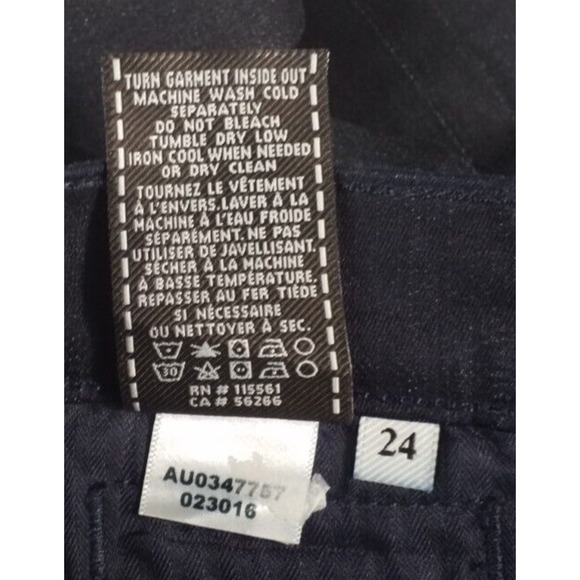 TURN GARMENT INSIDE OUT
MACHINE WASH COLD
SEPARATELY
DO NOT BLEACH
TUMBLE DRY LOW
IRON COOL WHEN NEEDED
OR DRY CLEAN
TOURNEZ LE VÊTEMENT
À L'ENVERS.LAVER À LA
MACHINE À L'EAU FROIDE
SÉPARÉMENT. NE PAS
UTILISER DE JAVELLISANT.
SÉCHER À LA MACHINE
À BASSE TEMPÉRATURE.
REPASSER AU FER TIÈDE
SI NÉCESSAIRE
OU NETTOYER À SEC.
30
RN # 115561
CA # 56266
AU0347757
023016
24